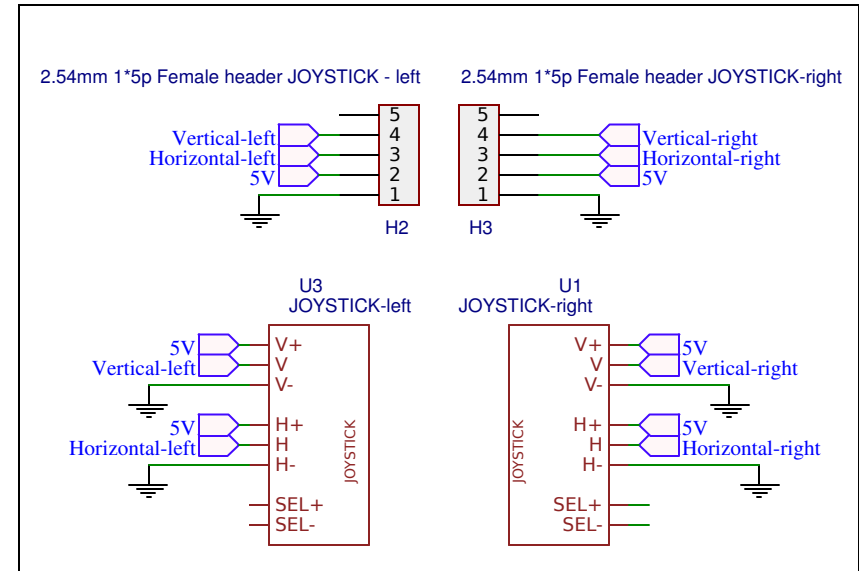 2.54mm 1*5p Female header JOYSTICK - left
2.54mm 1*5p Female header JOYSTICK-right
5
Vertical-left 4
Horizontal-left 3
5V 2
1
H2
5
4 Vertical-right
3 Horizontal-right
2 5V
1
H3
U3
JOYSTICK-left
5V V+
Vertical-left V
V-
5V H+
Horizontal-left H
H-
SEL+
SEL-
JOYSTICK
U1
JOYSTICK-right
V+ 5V
V Vertical-right
V-
H+ 5V
H Horizontal-right
H-
SEL+
SEL-
JOYSTICK